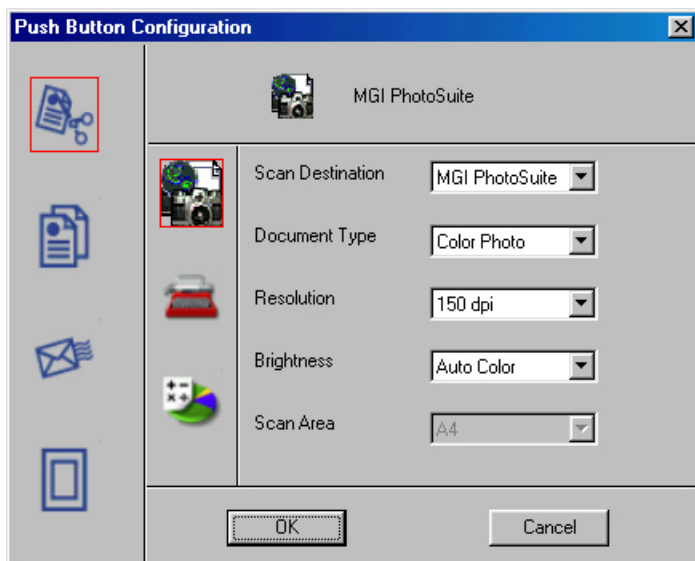 Push Button Configuration
MGI PhotoSuite
Scan Destination MGI PhotoSuite
Document Type Color Photo
Resolution 150 dpi
Brightness Auto Color
Scan Area A4
OK Cancel